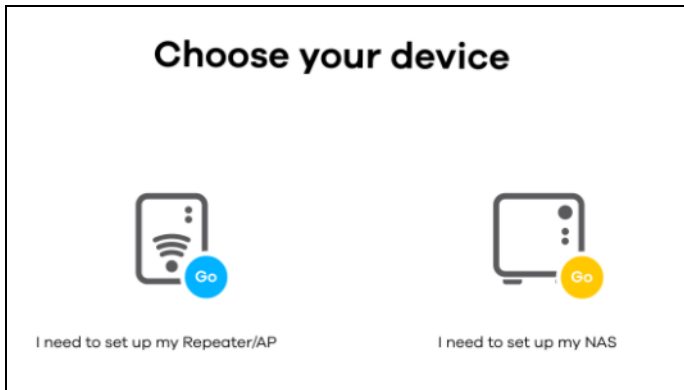 Choose your device
Go
Go
I need to set up my Repeater/AP
I need to set up my NAS